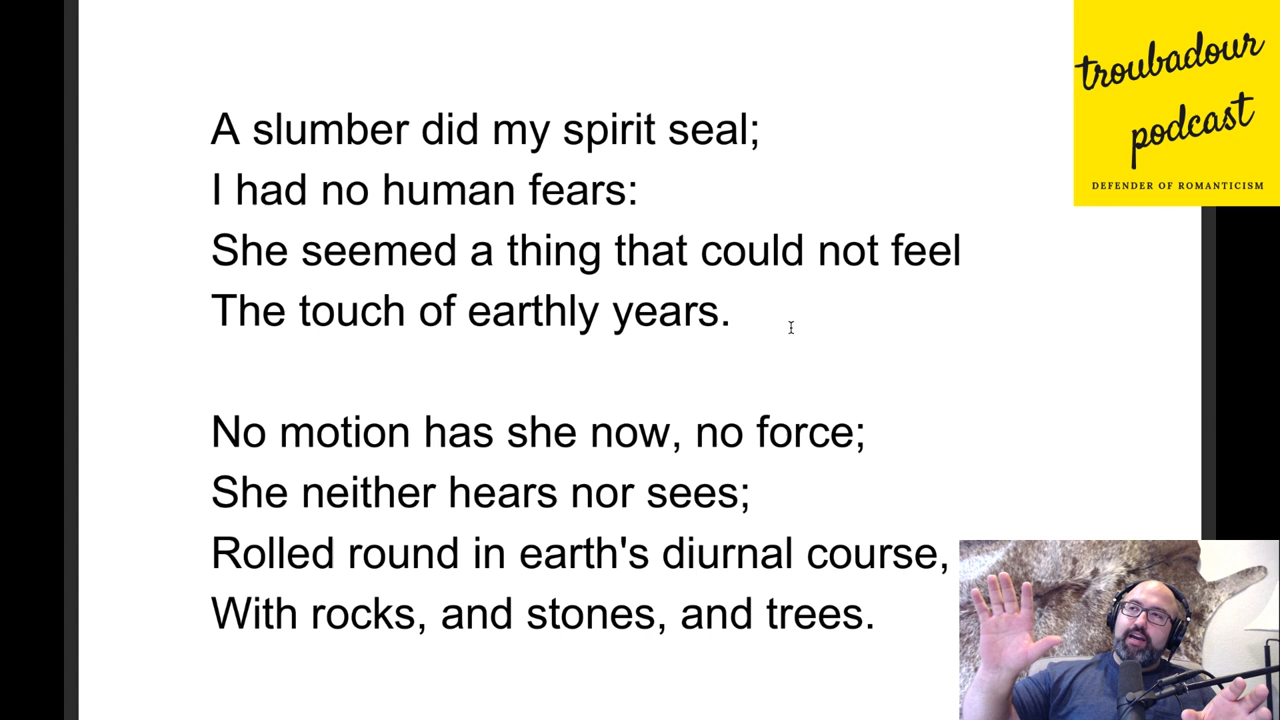 A slumber did my spirit seal;
I had no human fears:
She seemed a thing that could not feel
The touch of earthly years.
No motion has she now, no force;
She neither hears nor sees;
Rolled round in earth's diurnal course,
With rocks, and stones, and trees.
troubadour
podcast
DEFENDER OF ROMANTICISM